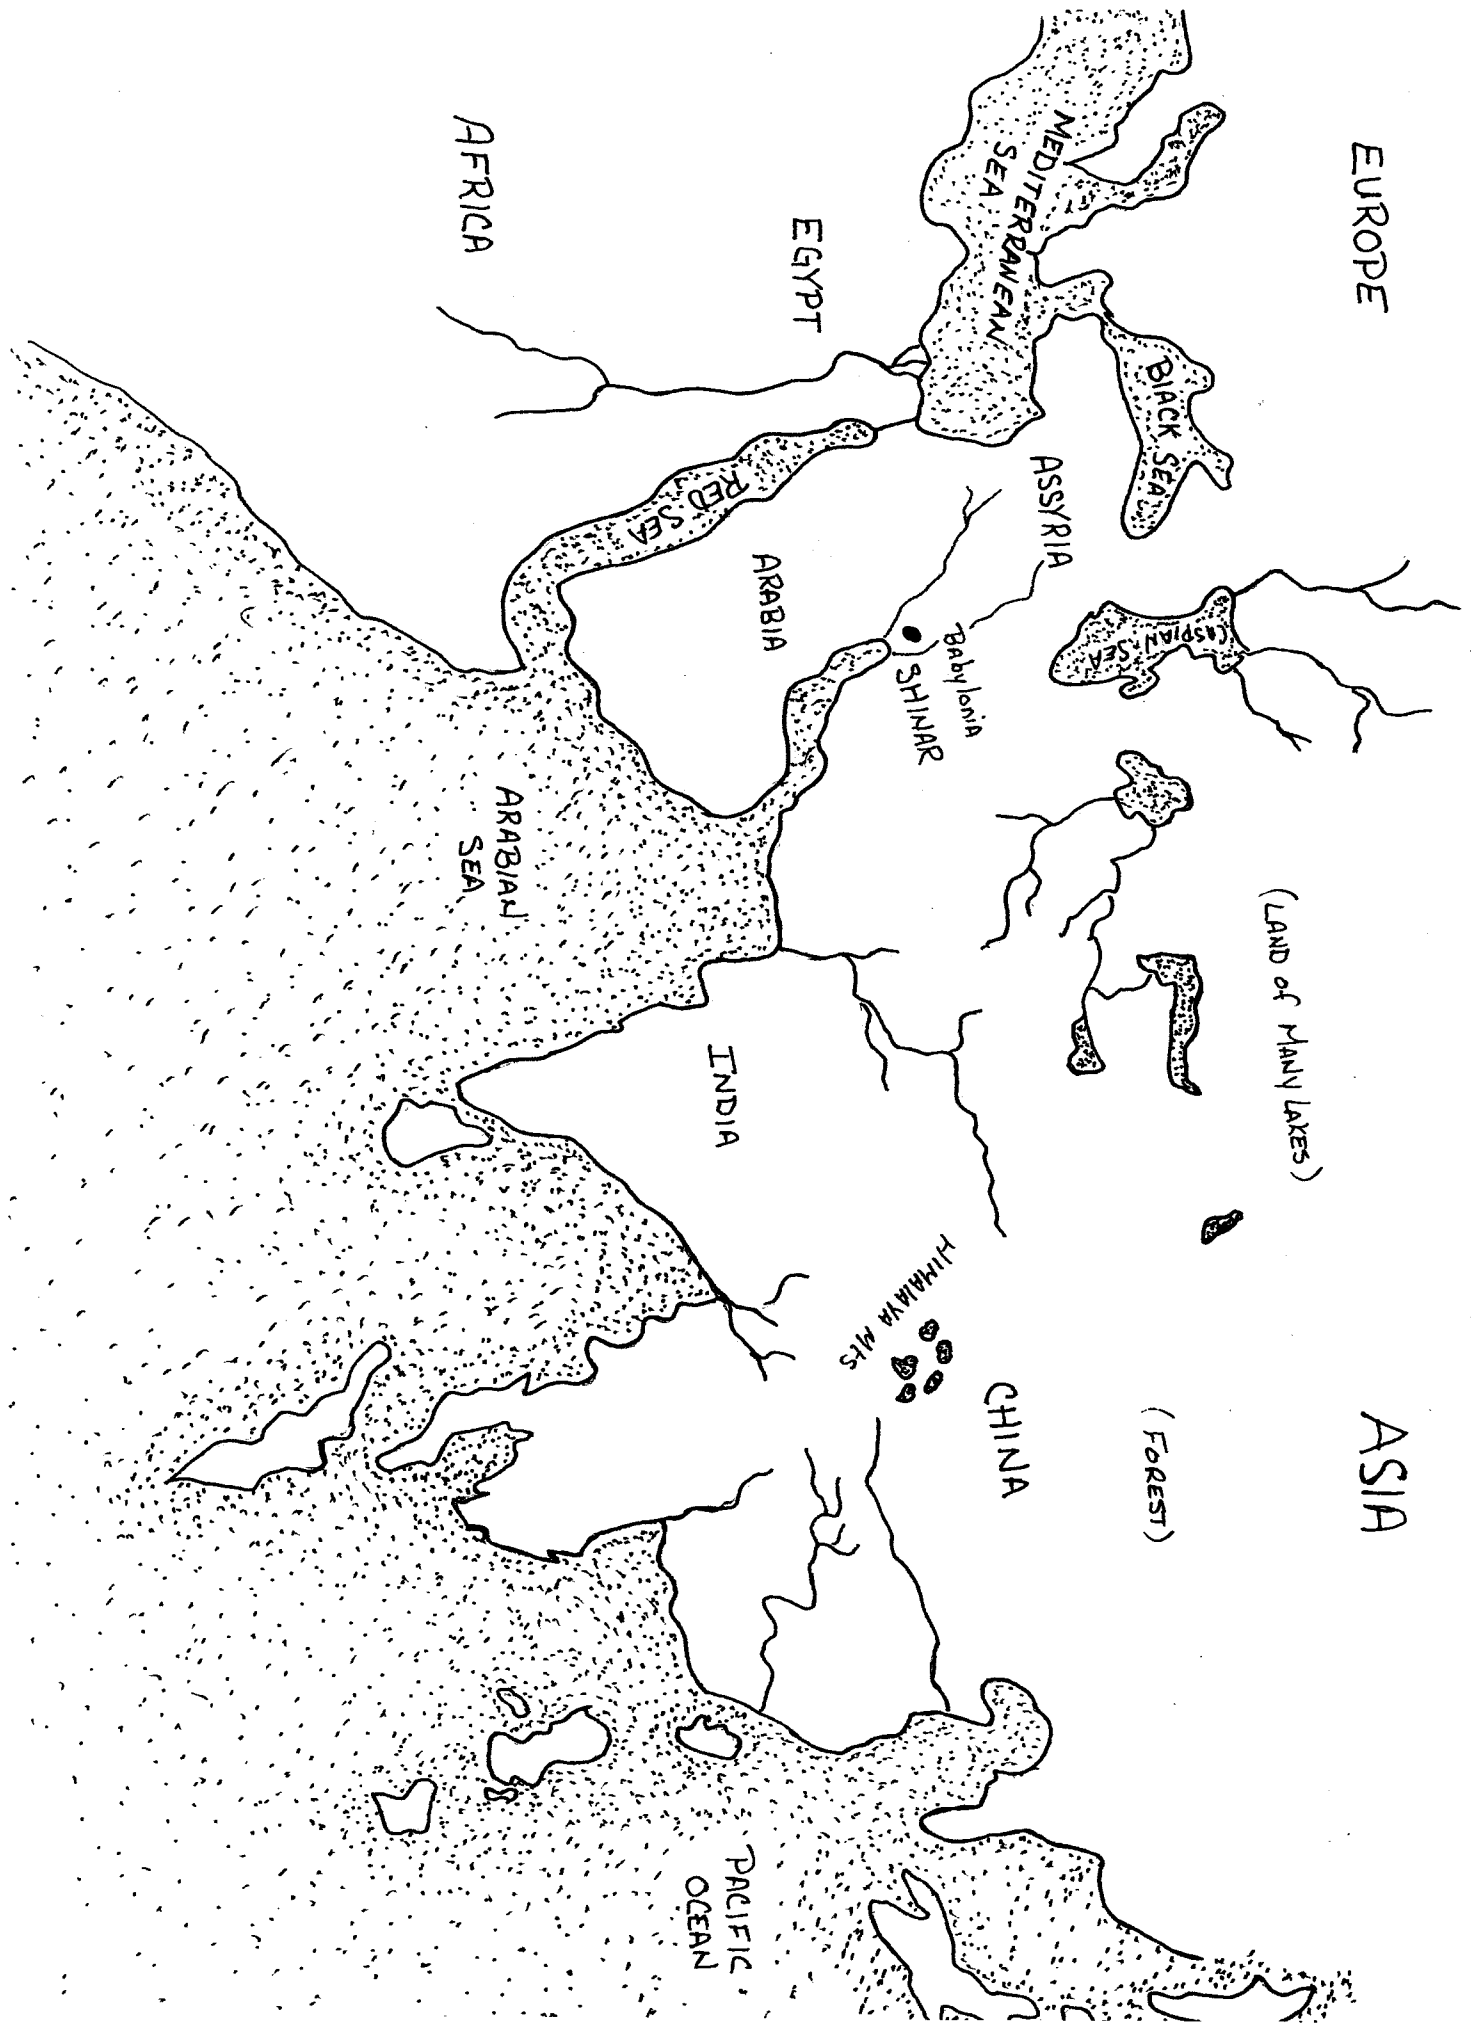 EUROPE
ASIA
(LAND of MANY LAKES)
(FOREST)
BlACK SEA
CASPIAN
SEA
MEDITERRANEAN
SEA
ASSYRIA
CHINA
Babylonia
SHINAR
HIMAlAYA Mts
EGYPT
ARABIA
RED SEA
INDIA
PACIFIC
OCEAN
AFRICA
ARABIAN
SEA